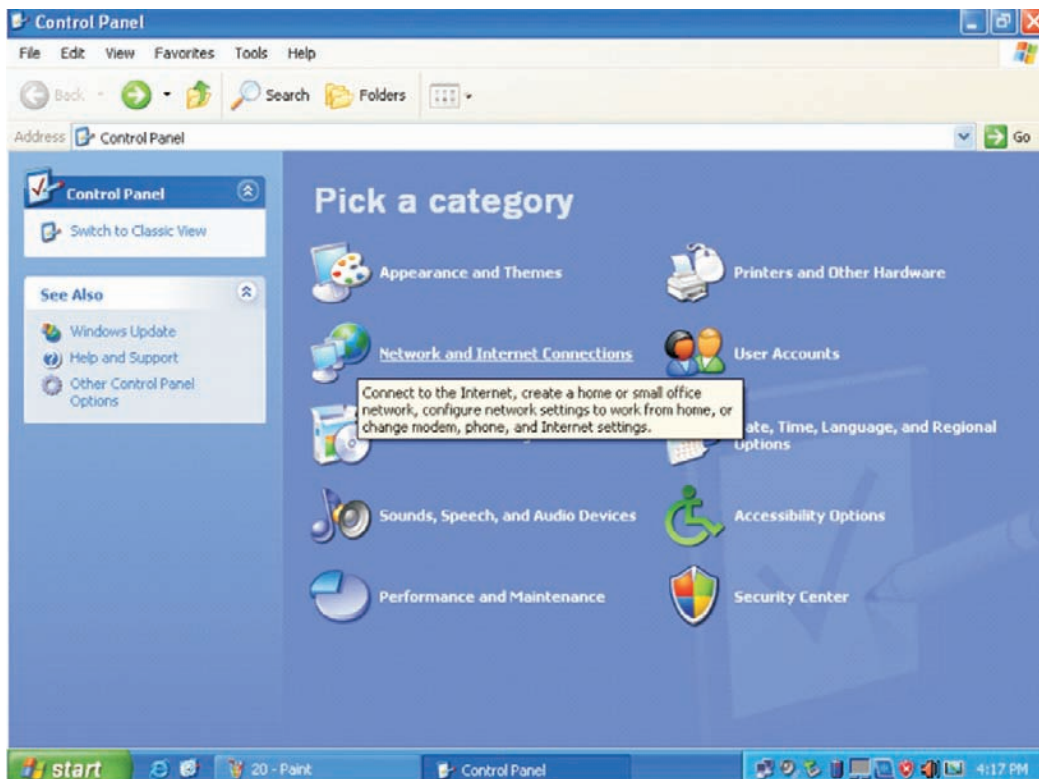 Control Panel
File Edit View Favorites Tools Help
Back Search Folders
Address Control Panel Go
Control Panel
Switch to Classic View
See Also
Windows Update
Help and Support
Other Control Panel
Options
Pick a category
Appearance and Themes
Printers and Other Hardware
Network and Internet Connections
User Accounts
Connect to the Internet, create a home or small office
network, configure network settings to work from home, or
change modem, phone, and Internet settings.
Time, Language, and Regional
Options
Sounds, Speech, and Audio Devices
Accessibility Options
Performance and Maintenance
Security Center
start 20 - Paint Control Panel 4:17 PM